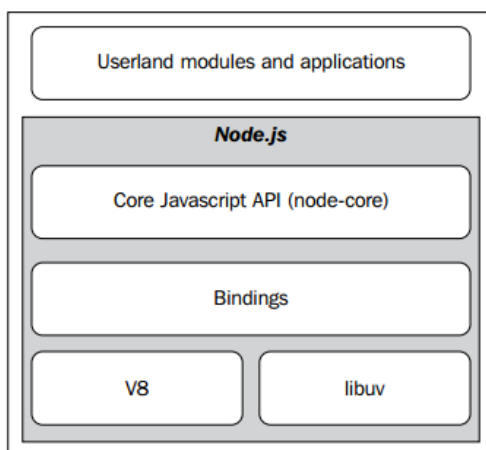 Userland modules and applications
Node.js
Core Javascript API (node-core)
Bindings
V8
libuv